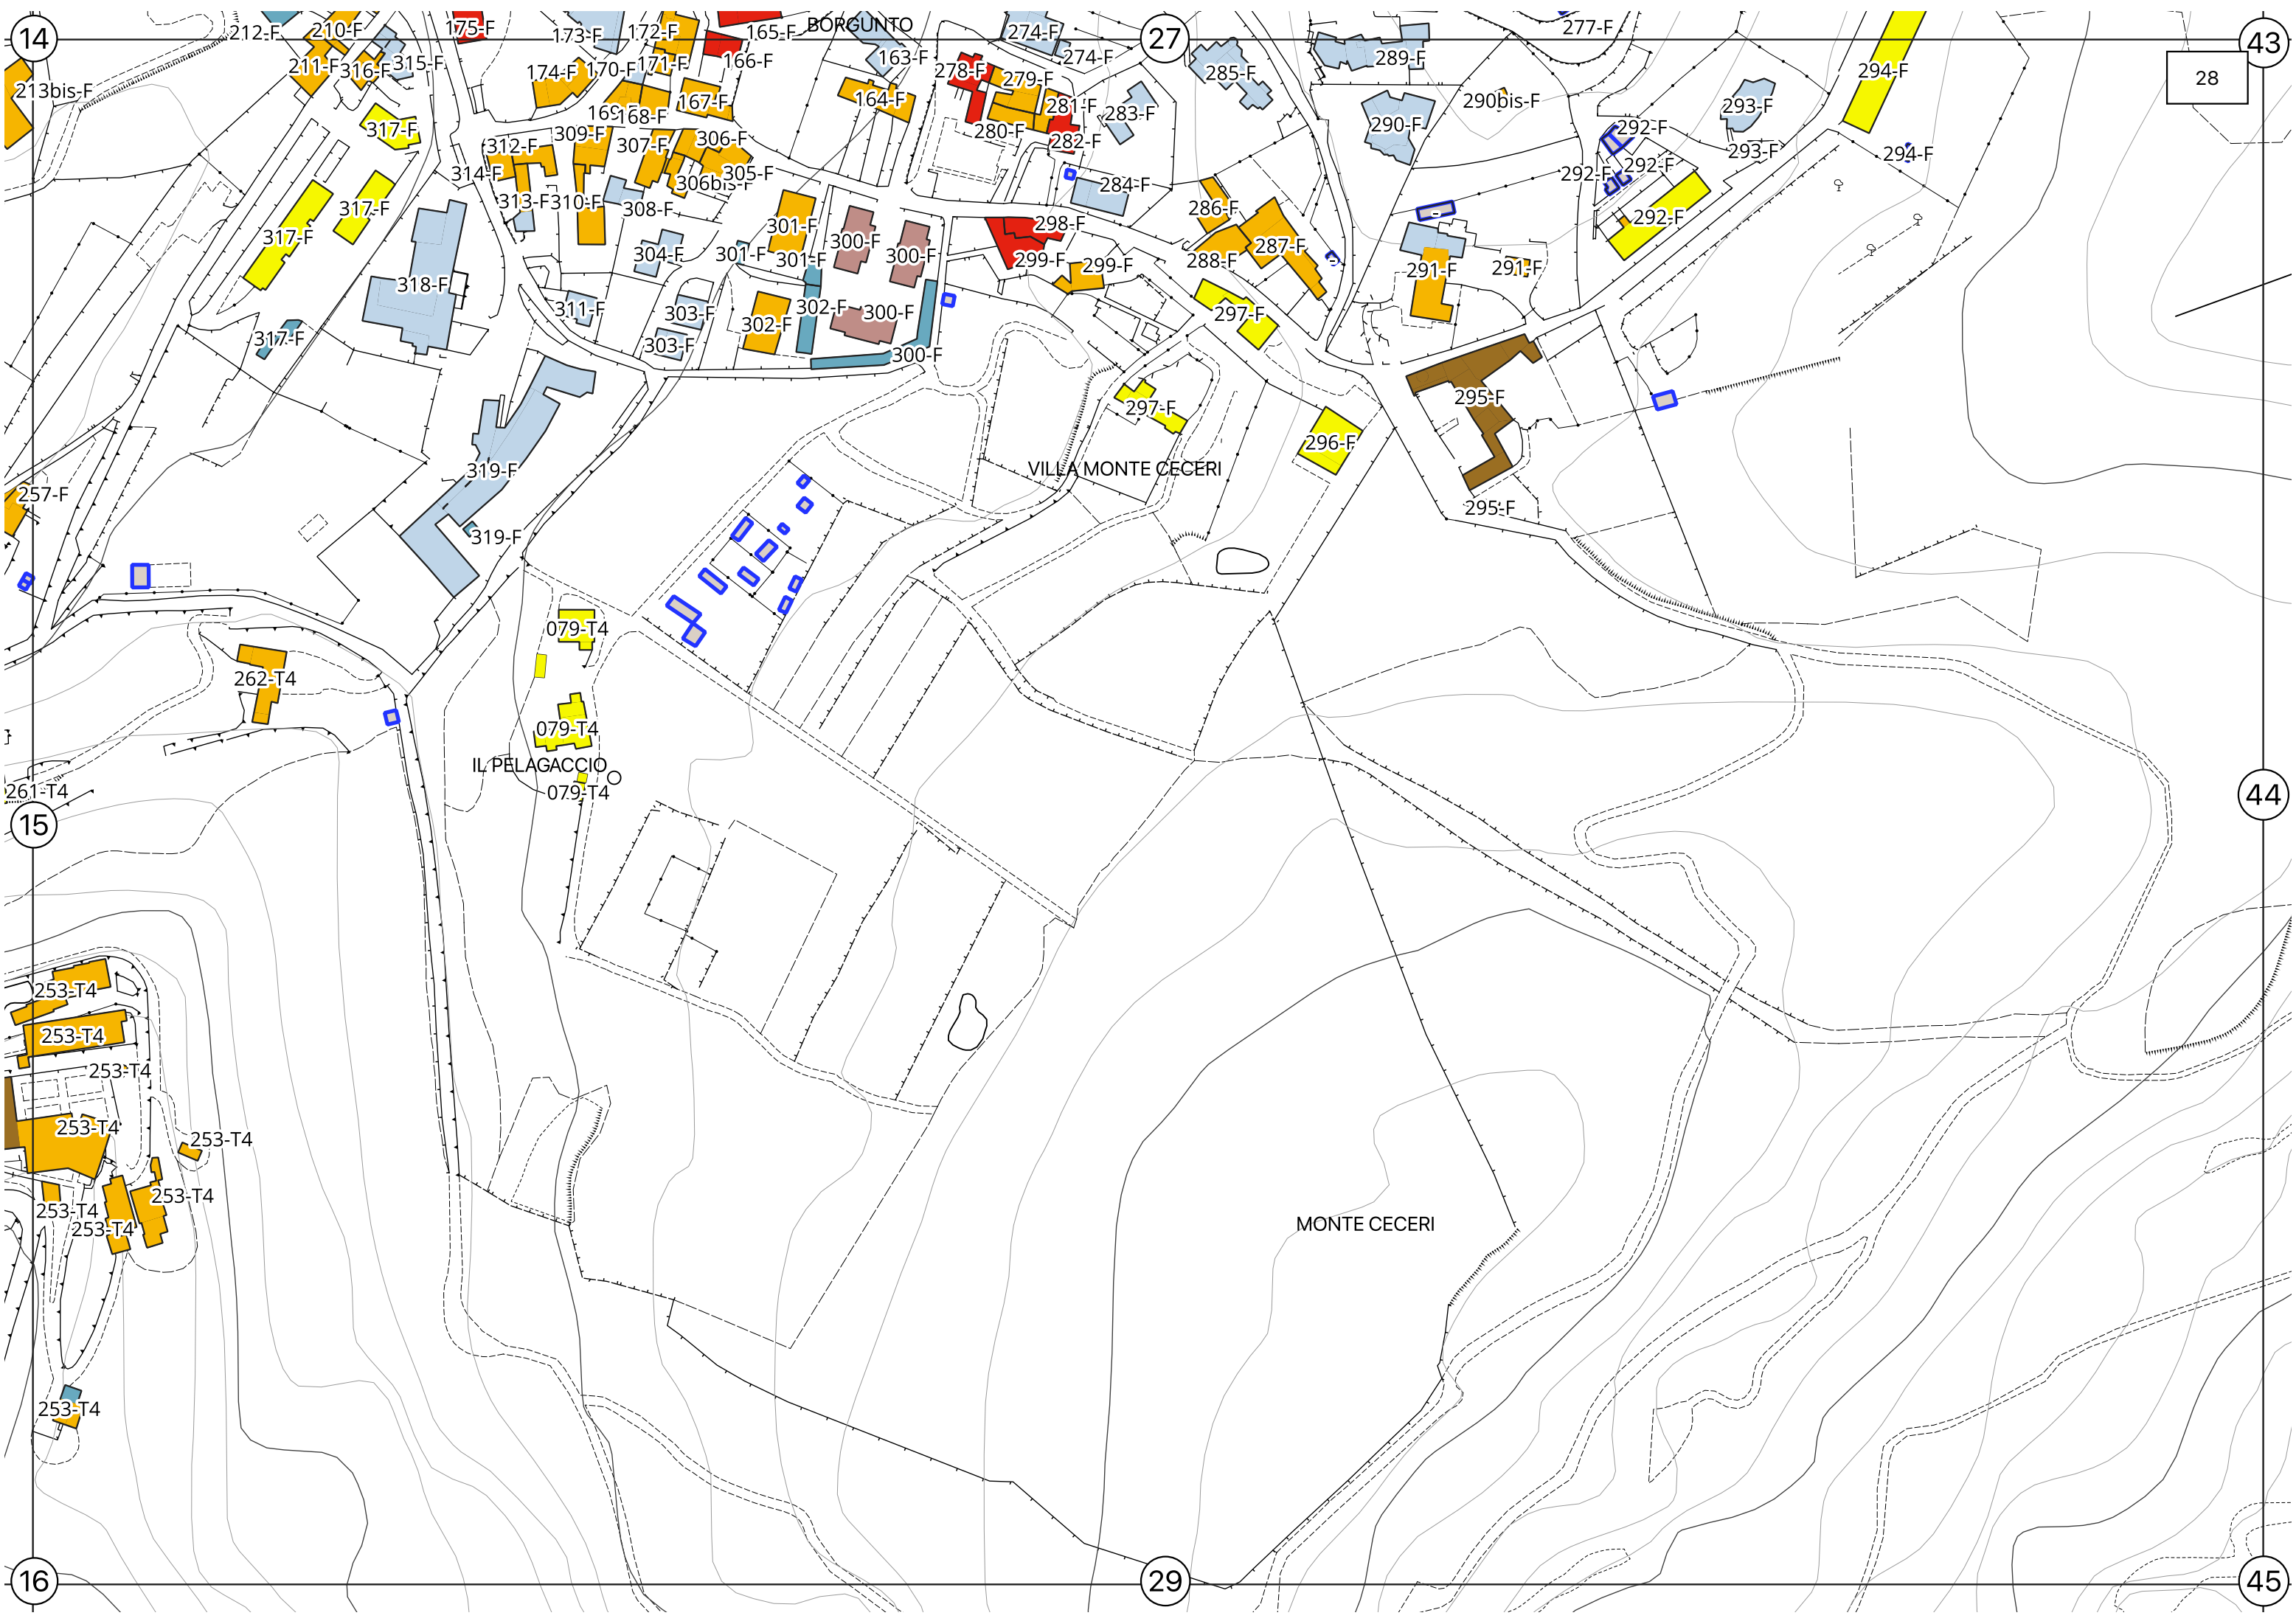 212-F
210-F
175-F
173-F
172-F
165-F
BORGUNTO
274-F
277-F
14
27
43
211-F
316-F
315-F
174-F
170-F
171-F
166-F
163-F
278-F
274-F
285-F
289-F
294-F
28
213bis-F
279-F
164-F
167-F
281-F
290bis-F
293-F
317-F
169
168-F
283-F
290-F
309-F
280-F
282-F
292-F
312-F
307-F
306-F
293-F
294-F
314-F
305-F
306bis-F
292-F
292-F
284-F
313-F
310-F
308-F
317-F
286-F
292-F
317-F
301-F
298-F
300-F
287-F
304-F
301-F
301-F
300-F
299-F
299-F
288-F
291-F
291-F
318-F
311-F
303-F
302-F
302-F
300-F
297-F
317-F
303-F
300-F
297-F
295-F
296-F
319-F
VILLA MONTE CECERI
257-F
295-F
319-F
079-T4
262-T4
079-T4
IL PELAGACCIO
079-T4
261-T4
44
15
253-T4
253-T4
253-T4
253-T4
253-T4
253-T4
253-T4
253-T4
MONTE CECERI
253-T4
16
29
45